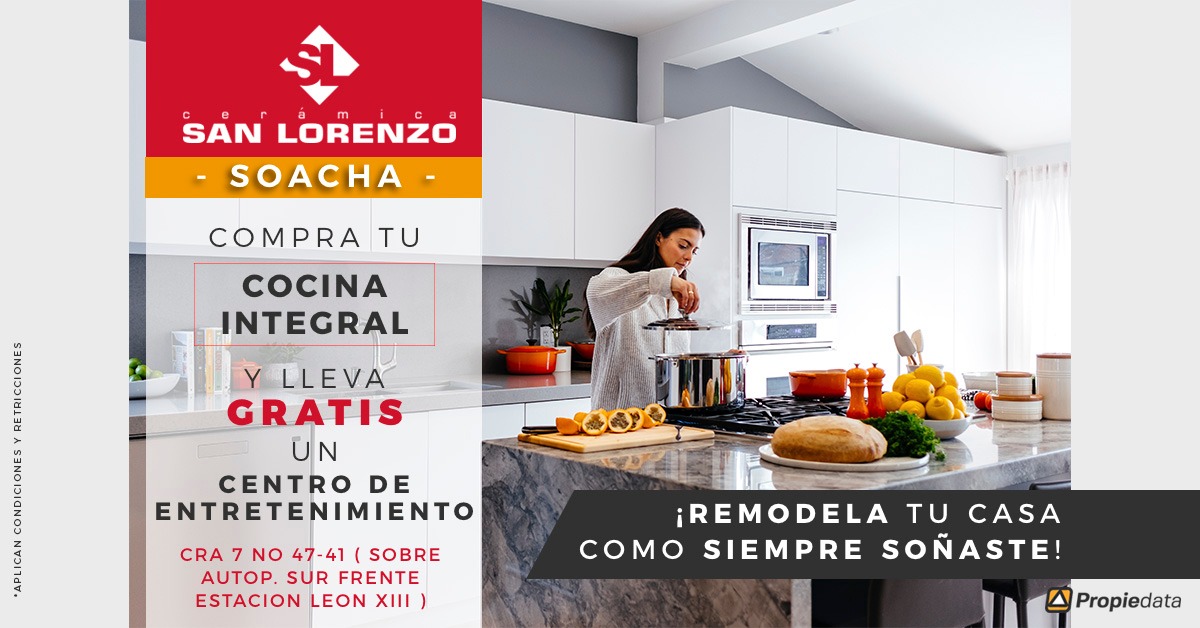 SL
cerámica
SAN LORENZO
- SOACHA -
COMPRA TU
COCINA
INTEGRAL
Y LLEVA
GRATIS
UN
CENTRO DE
ENTRETENIMIENTO
CRA 7 NO 47-41 ( SOBRE
AUTOP. SUR FRENTE
ESTACION LEON XIII )
*APLICAN CONDICIONES Y RETRICCIONES
¡REMODELA TU CASA
COMO SIEMPRE SOÑASTE!
Propiedata